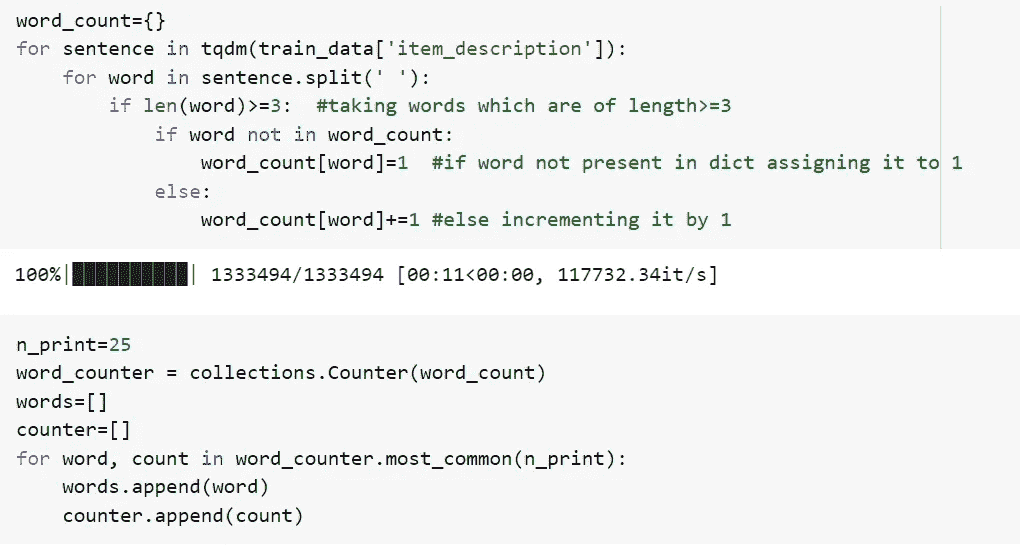 word_count={}
for sentence in tqdm(train_data['item_description']):
    for word in sentence.split(' '):
        if len(word)>=3:  #taking words which are of length>=3
            if word not in word_count:
                word_count[word]=1  #if word not present in dict assigning it to 1
            else:
                word_count[word]+=1 #else incrementing it by 1
100%|██████████| 1333494/1333494 [00:11<00:00, 117732.34it/s]
n_print=25
word_counter = collections.Counter(word_count)
words=[]
counter=[]
for word, count in word_counter.most_common(n_print):
    words.append(word)
    counter.append(count)